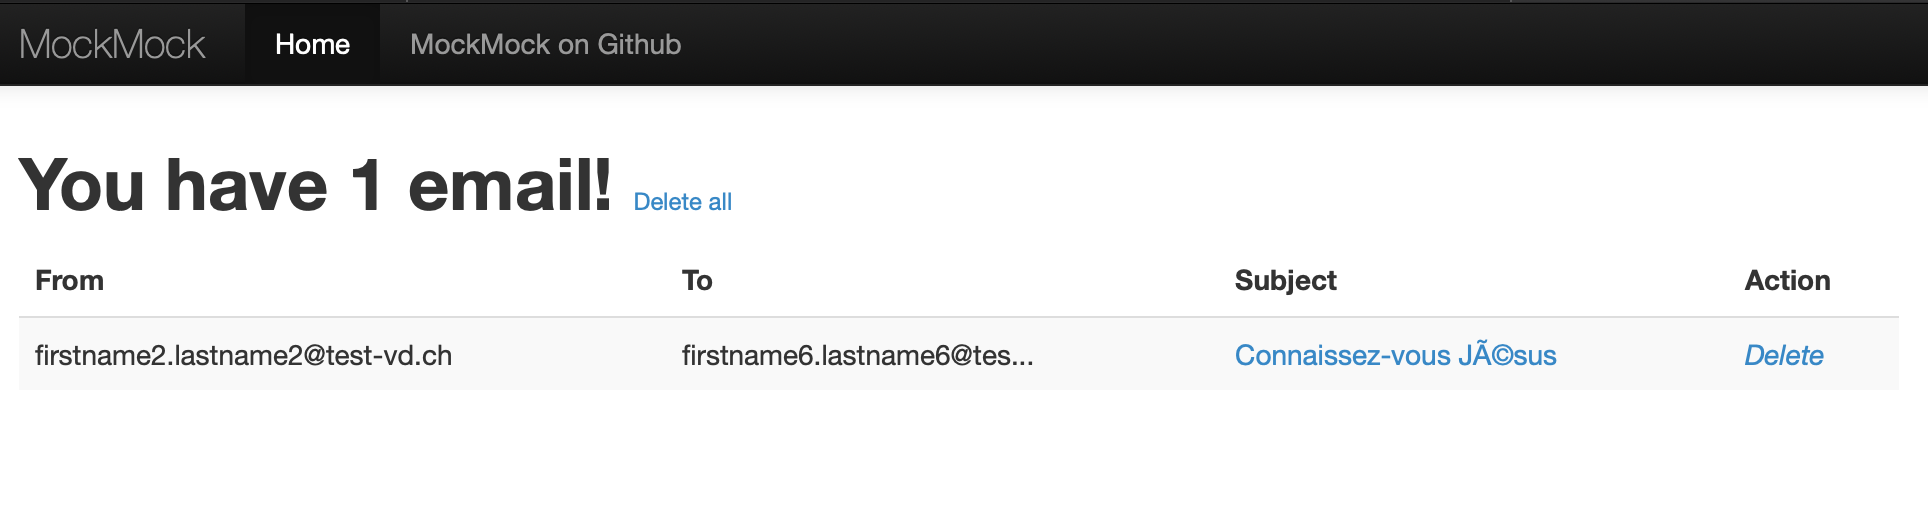 MockMock Home MockMock on Github
You have 1 email! Delete all
From To Subject Action
firstname2.lastname2@test-vd.ch firstname6.lastname6@tes... Connaissez-vous JÃ©sus Delete